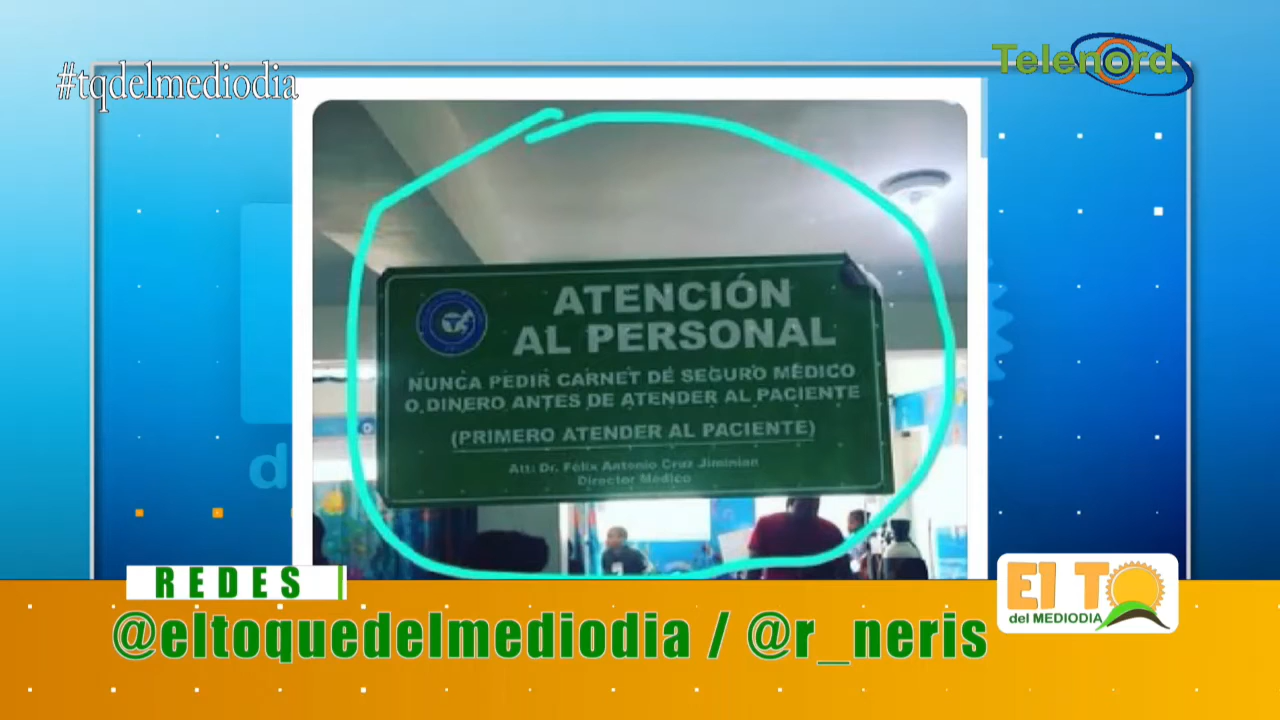 #tqdelmediodia
Telenord
ATENCIÓN
AL PERSONAL
NUNCA PEDIR CARNET DE SEGURO MÉDICO
O DINERO ANTES DE ATENDER AL PACIENTE
(PRIMERO ATENDER AL PACIENTE)
Att: Dr. Félix Antonio Cruz Jiminian
Director Médico
REDES
@eltoquedelmediodia / @r_neris
El T
del MEDIODIA